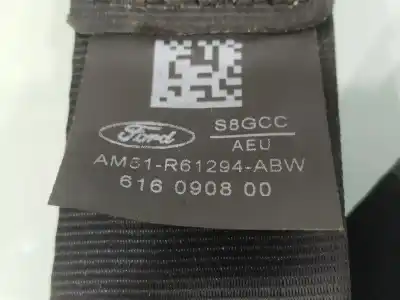 Ford
S8GCC
AEU
AM51-R61294-ABW
616 0908 00